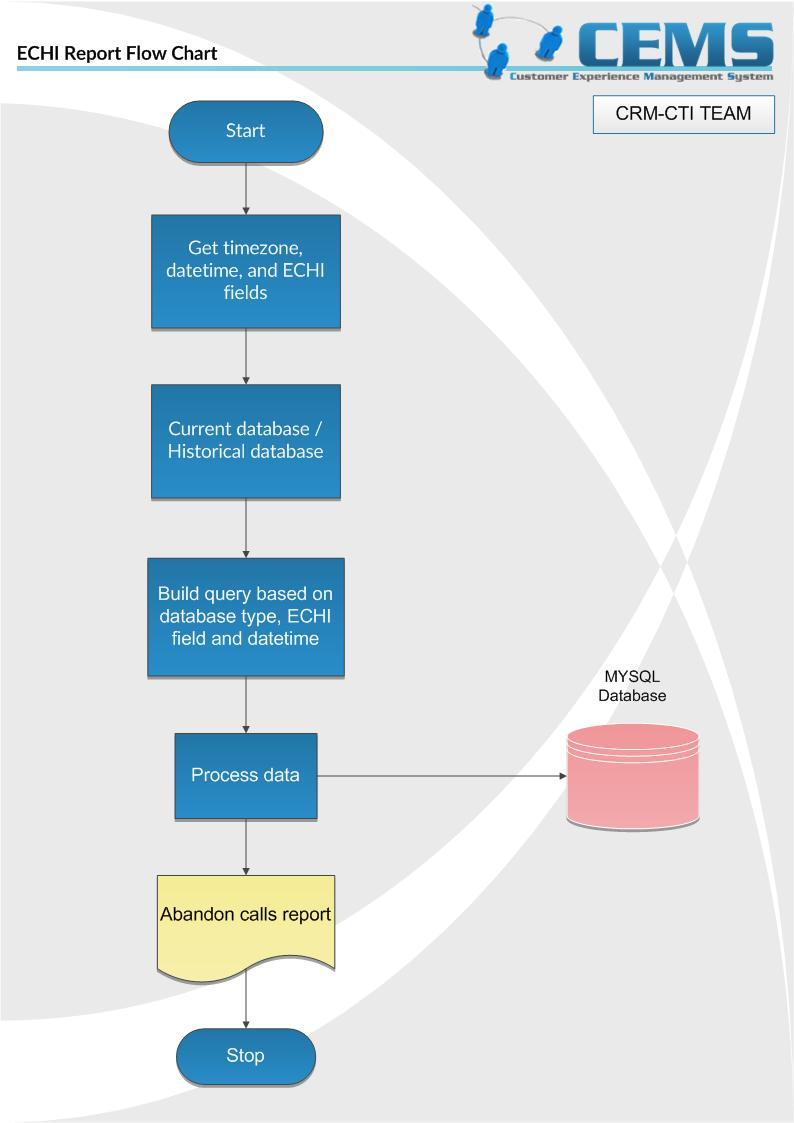 ECHI Report Flow Chart
CEMS
Customer Experience Management System
CRM-CTI TEAM
Start
Get timezone,
datetime, and ECHI
fields
Current database /
Historical database
Build query based on
database type, ECHI
field and datetime
MYSQL
Database
Process data
Abandon calls report
Stop